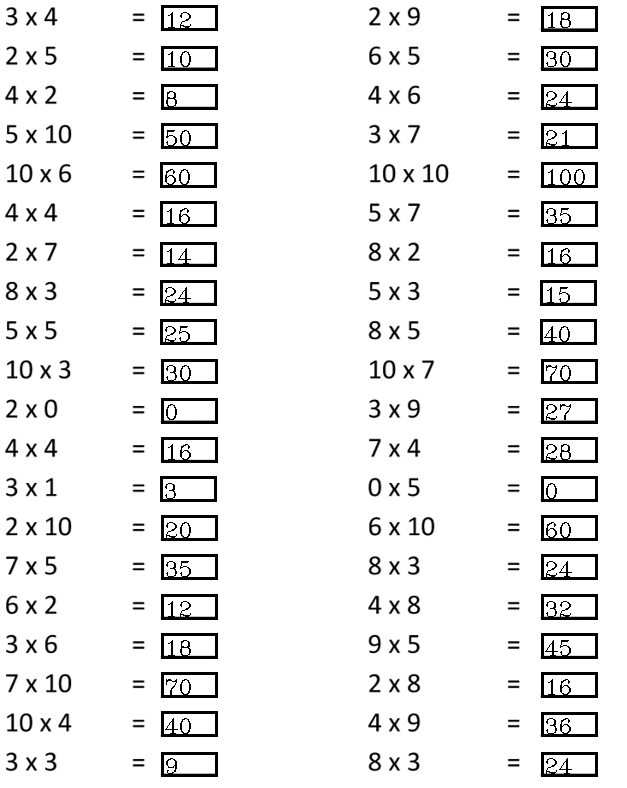 3 x 4 = 12 2 x 9 = 18
2 x 5 = 10 6 x 5 = 30
4 x 2 = 8 4 x 6 = 24
5 x 10 = 50 3 x 7 = 21
10 x 6 = 60 10 x 10 = 100
4 x 4 = 16 5 x 7 = 35
2 x 7 = 14 8 x 2 = 16
8 x 3 = 24 5 x 3 = 15
5 x 5 = 25 8 x 5 = 40
10 x 3 = 30 10 x 7 = 70
2 x 0 = 0 3 x 9 = 27
4 x 4 = 16 7 x 4 = 28
3 x 1 = 3 0 x 5 = 0
2 x 10 = 20 6 x 10 = 60
7 x 5 = 35 8 x 3 = 24
6 x 2 = 12 4 x 8 = 32
3 x 6 = 18 9 x 5 = 45
7 x 10 = 70 2 x 8 = 16
10 x 4 = 40 4 x 9 = 36
3 x 3 = 9 8 x 3 = 24